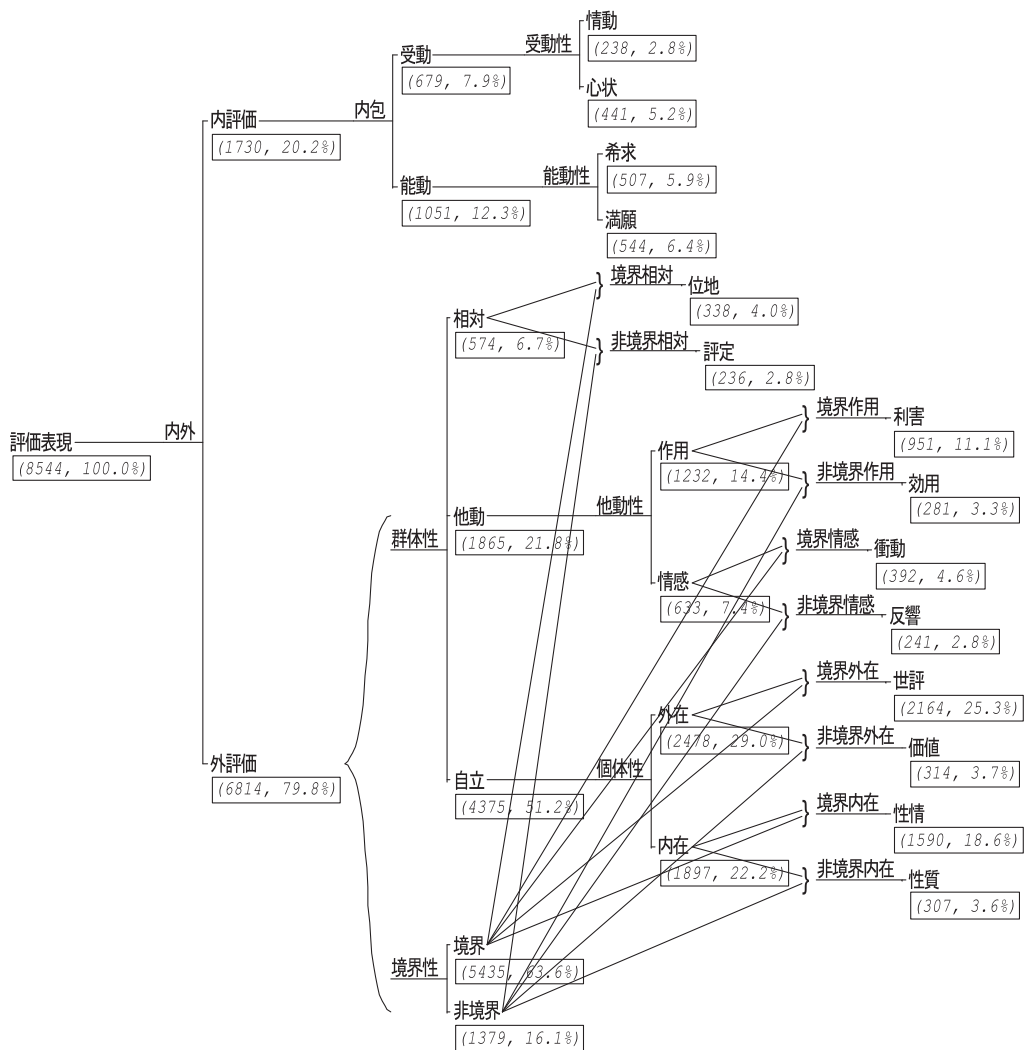 情動
受動
受動性
(238, 2.8%)
(679, 7.9%)
心状
内評価
内包
(441, 5.2%)
(1730, 20.2%)
希求
能動
能動性
(507, 5.9%)
(1051, 12.3%)
満願
(544, 6.4%)
} 境界相対
位地
相対
(338, 4.0%)
(574, 6.7%)
} 非境界相対
評定
(236, 2.8%)
評価表現
内外
(8544, 100.0%)
} 境界作用
利害
作用
(951, 11.1%)
(1232, 14.4%)
} 非境界作用
効用
(281, 3.3%)
群体性
他動
他動性
(1865, 21.8%)
} 境界情感
衝動
情感
(392, 4.6%)
(633, 7.4%)
} 非境界情感
反響
(241, 2.8%)
} 境界外在
世評
外在
(2164, 25.3%)
(2478, 29.0%)
} 非境界外在
価値
外評価
(314, 3.7%)
(6814, 79.8%)
自立
個体性
(4375, 51.2%)
} 境界内在
性情
内在
(1590, 18.6%)
(1897, 22.2%)
} 非境界内在
性質
(307, 3.6%)
境界性
境界
(5435, 63.6%)
非境界
(1379, 16.1%)